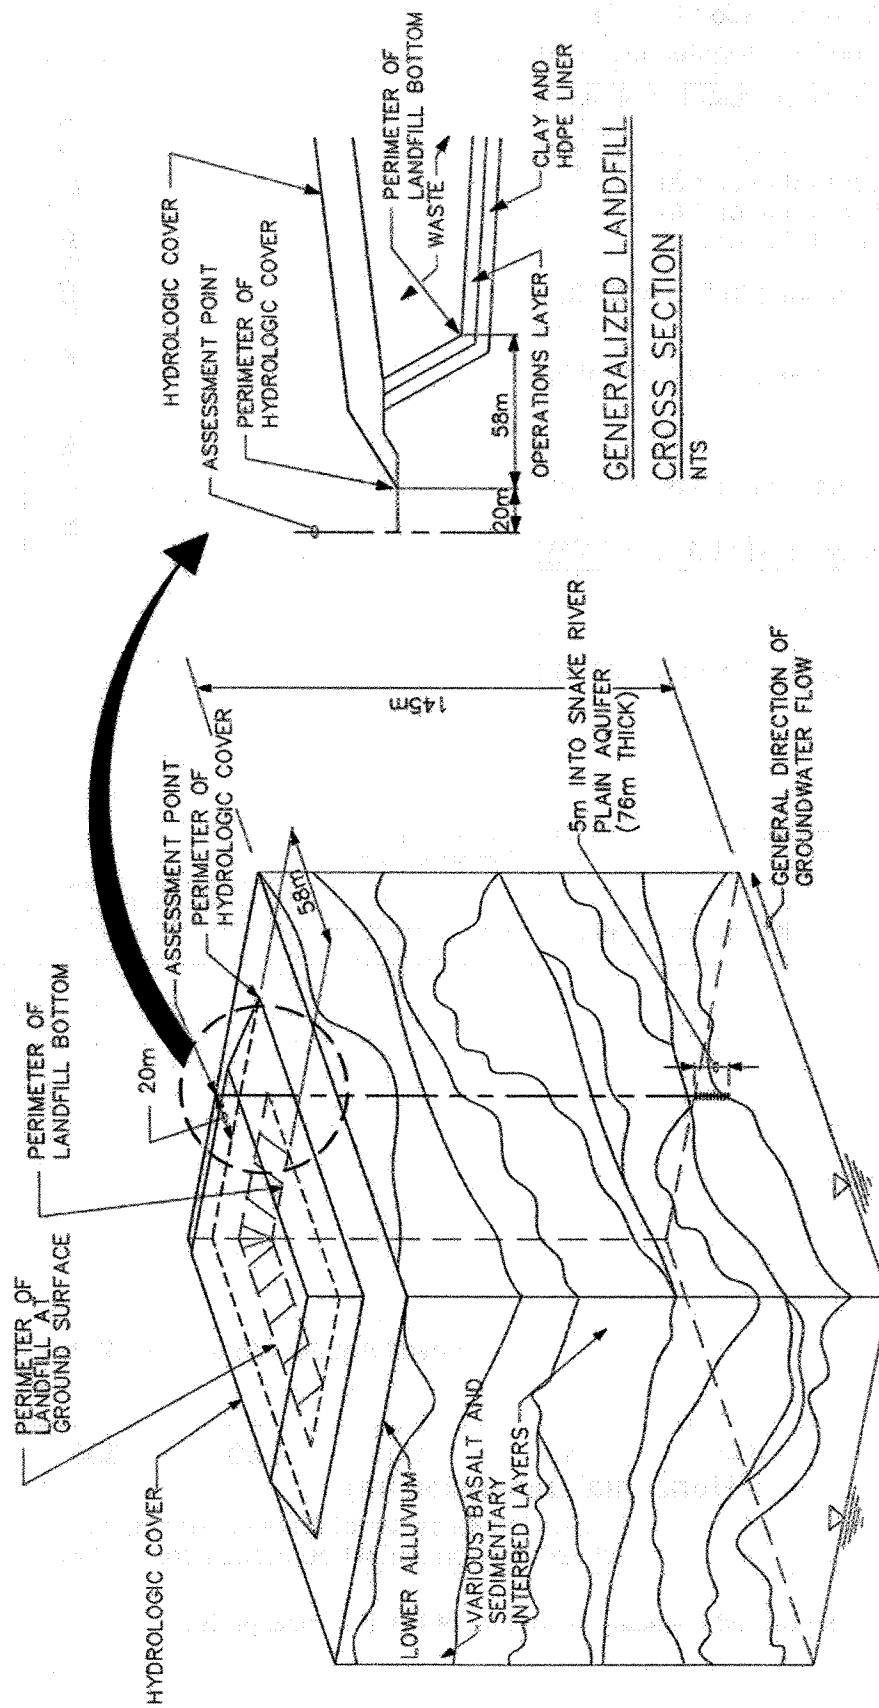 PERIMETER OF
LANDFILL AT
GROUND SURFACE
HYDROLOGIC COVER
PERIMETER OF
LANDFILL BOTTOM
20m
ASSESSMENT POINT
PERIMETER OF
HYDROLOGIC COVER
58m
145m
LOWER ALLUVIUM
VARIOUS BASALT AND
SEDIMENTARY
INTERBED LAYERS
5m INTO SNAKE RIVER
PLAIN AQUIFER
(76m THICK)
GENERAL DIRECTION OF
GROUNDWATER FLOW
HYDROLOGIC COVER
ASSESSMENT POINT
PERIMETER OF
HYDROLOGIC COVER
PERIMETER OF
LANDFILL BOTTOM
WASTE
20m
58m
OPERATIONS LAYER
CLAY AND
HDPE LINER
GENERALIZED LANDFILL
CROSS SECTION
NTS